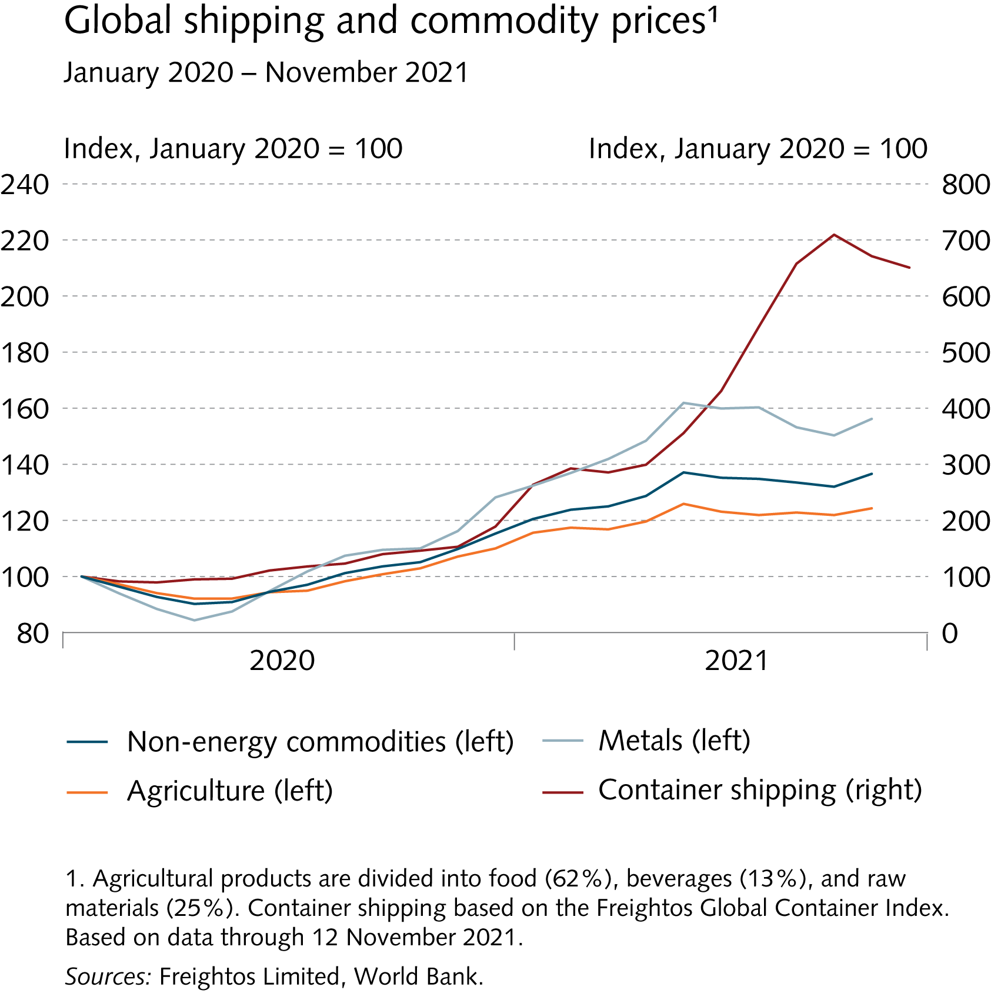 Global shipping and commodity prices¹
January 2020 – November 2021
Index, January 2020 = 100
Index, January 2020 = 100
240
800
220
700
200
600
180
500
160
400
140
300
120
200
100
100
80
0
2020
2021
Non-energy commodities (left)
Metals (left)
Agriculture (left)
Container shipping (right)
1. Agricultural products are divided into food (62%), beverages (13%), and raw
materials (25%). Container shipping based on the Freightos Global Container Index.
Based on data through 12 November 2021.
Sources: Freightos Limited, World Bank.